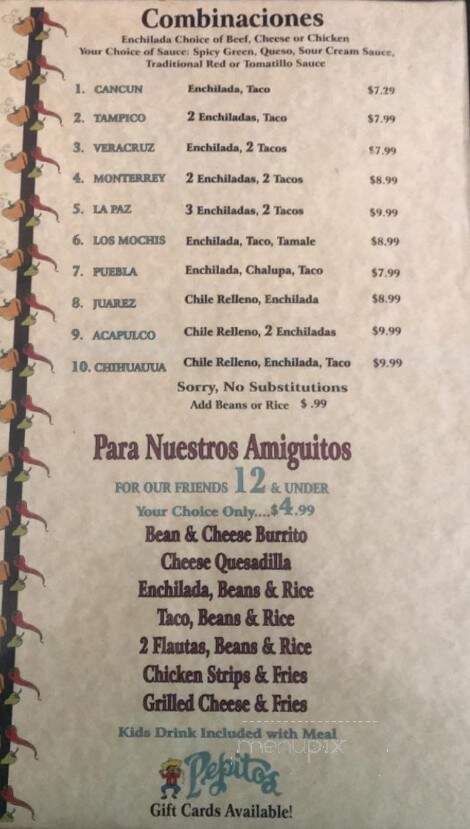 Combinaciones
Enchilada Choice of Beef, Cheese or Chicken
Your Choice of Sauce: Spicy Green, Queso, Sour Cream Sauce,
Traditional Red or Tomatillo Sauce
1. CANCUN Enchilada, Taco $7.29
2. TAMPICO 2 Enchiladas, Taco $7.99
3. VERACRUZ Enchilada, 2 Tacos $7.99
4. MONTERREY 2 Enchiladas, 2 Tacos $8.99
5. LA PAZ 3 Enchiladas, 2 Tacos $9.99
6. LOS MOCHIS Enchilada, Taco, Tamale $8.99
7. PUEBLA Enchilada, Chalupa, Taco $7.99
8. JUAREZ Chile Relleno, Enchilada $8.99
9. ACAPULCO Chile Relleno, 2 Enchiladas $9.99
10. CHIHUAUUA Chile Relleno, Enchilada, Taco $9.99
Sorry, No Substitutions
Add Beans or Rice $ .99
Para Nuestros Amiguitos
FOR OUR FRIENDS 12 & UNDER
Your Choice Only....$4.99
Bean & Cheese Burrito
Cheese Quesadilla
Enchilada, Beans & Rice
Taco, Beans & Rice
2 Flautas, Beans & Rice
Chicken Strips & Fries
Grilled Cheese & Fries
Kids Drink Included with Meal
menupix
Pepitos
Gift Cards Available!